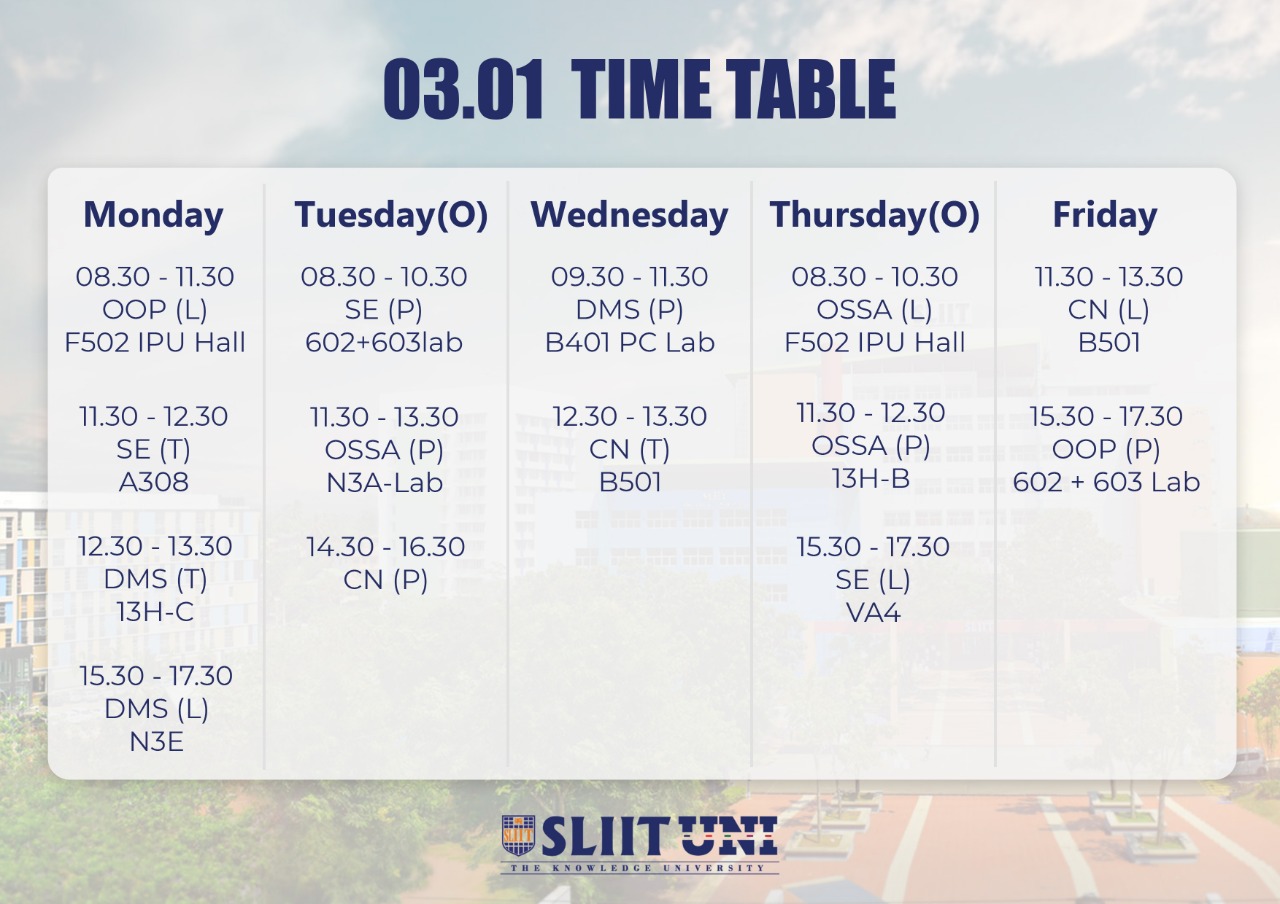 03.01 TIME TABLE
Monday
08.30 - 11.30
OOP (L)
F502 IPU Hall
11.30 - 12.30
SE (T)
A308
12.30 - 13.30
DMS (T)
13H-C
15.30 - 17.30
DMS (L)
N3E
Tuesday(O)
08.30 - 10.30
SE (P)
602+603lab
11.30 - 13.30
OSSA (P)
N3A-Lab
14.30 - 16.30
CN (P)
Wednesday
09.30 - 11.30
DMS (P)
B401 PC Lab
12.30 - 13.30
CN (T)
B501
Thursday(O)
08.30 - 10.30
OSSA (L)
F502 IPU Hall
11.30 - 12.30
OSSA (P)
13H-B
15.30 - 17.30
SE (L)
VA4
Friday
11.30 - 13.30
CN (L)
B501
15.30 - 17.30
OOP (P)
602 + 603 Lab
SLIIT
SLIIT
SLIIT UNI
THE KNOWLEDGE UNIVERSITY